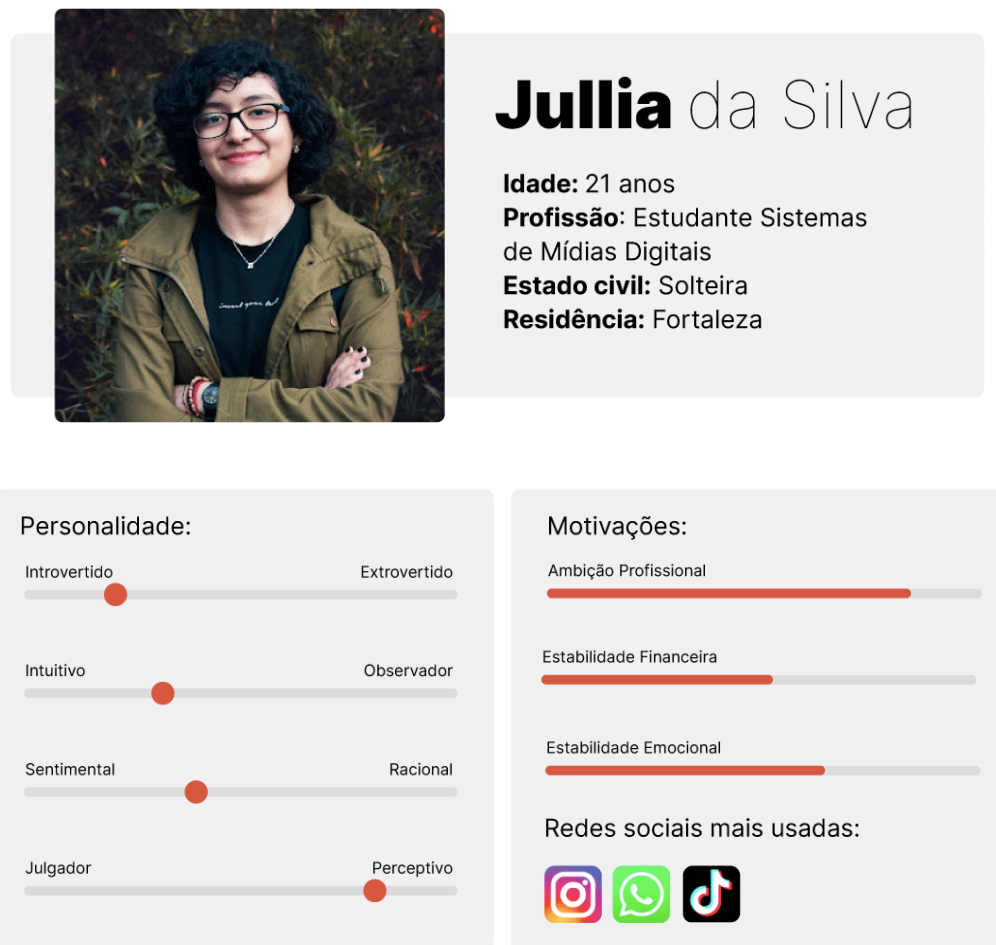 Jullia da Silva
Idade: 21 anos
Profissão: Estudante Sistemas
de Mídias Digitais
Estado civil: Solteira
Residência: Fortaleza
Personalidade:
Introvertido Extrovertido
Intuitivo Observador
Sentimental Racional
Julgador Perceptivo
Motivações:
Ambição Profissional
Estabilidade Financeira
Estabilidade Emocional
Redes sociais mais usadas: